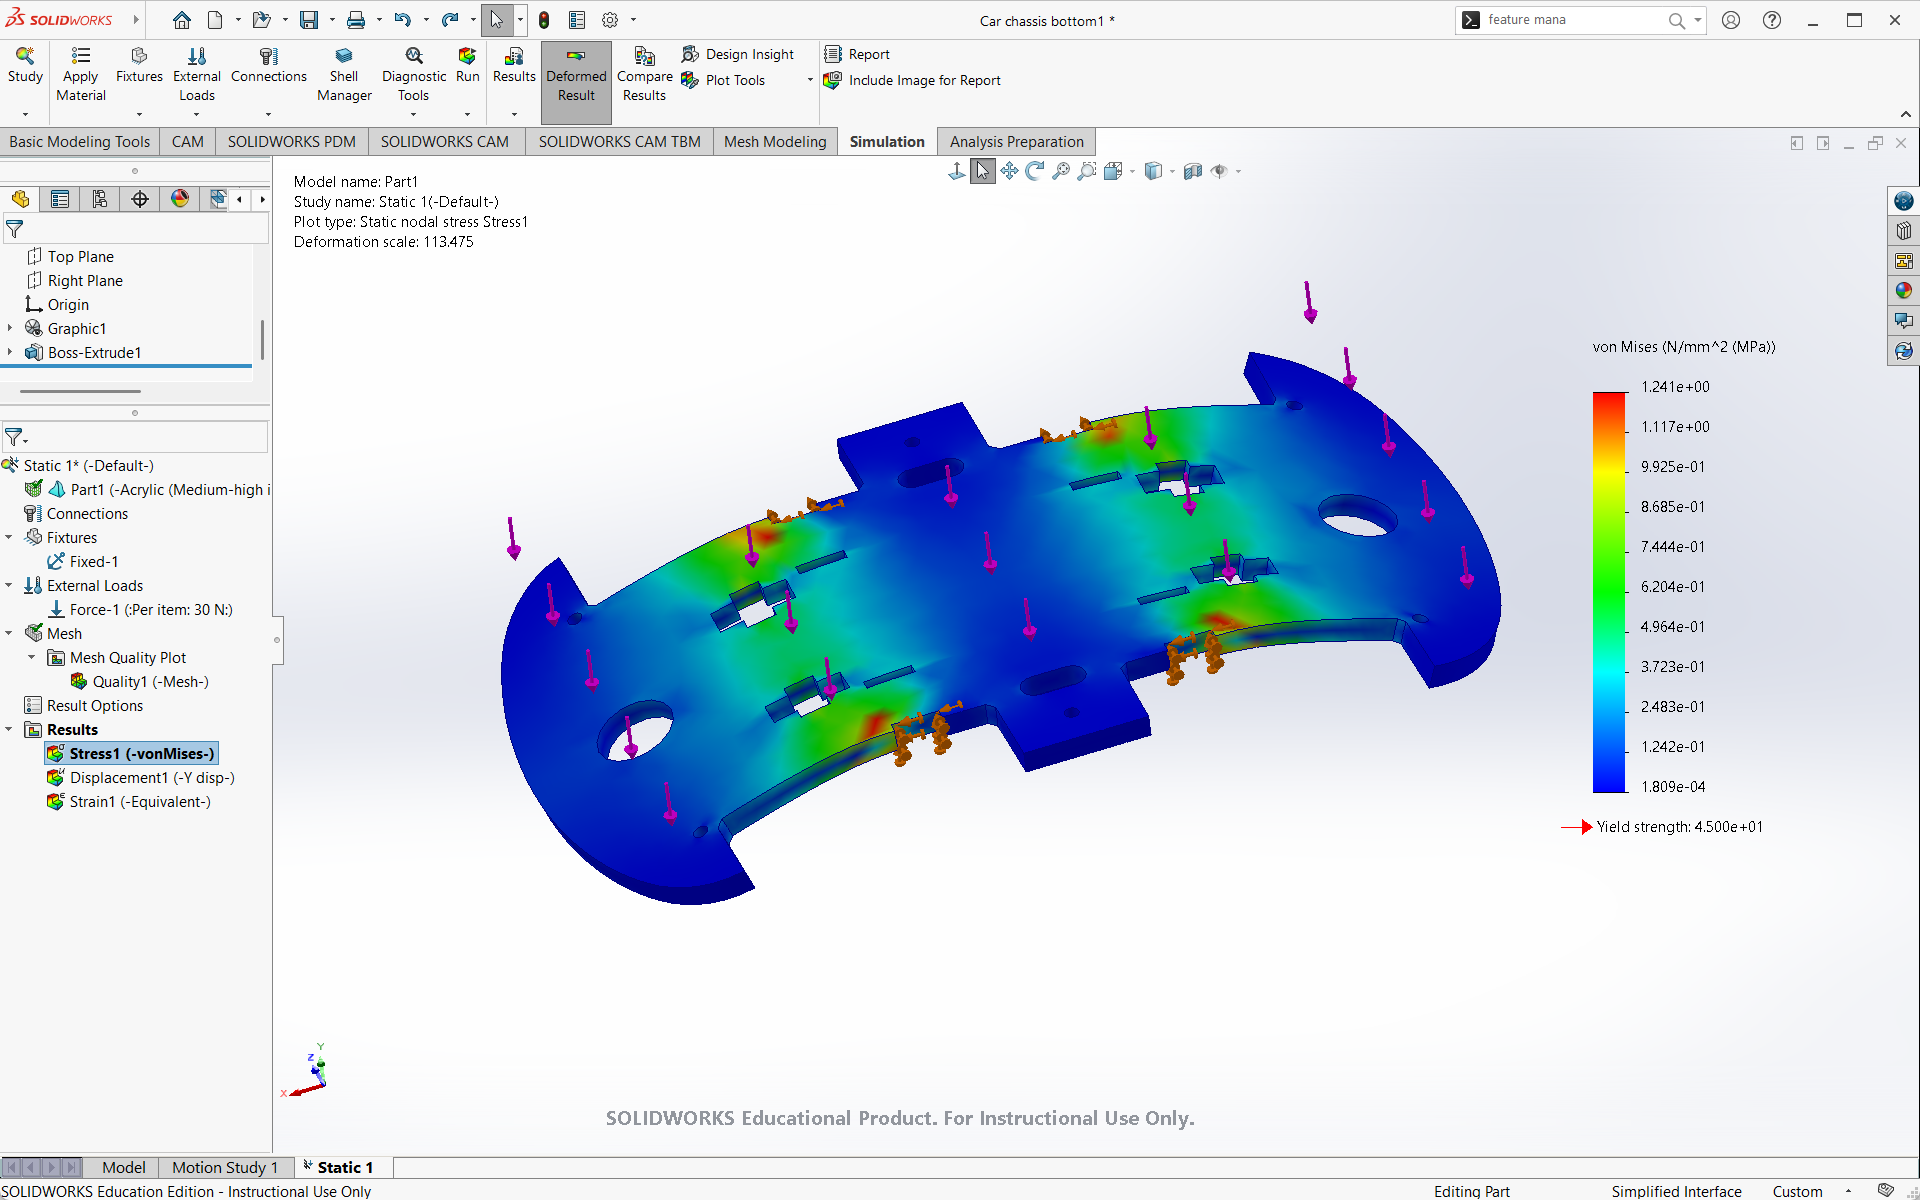 SOLIDWORKS
Car chassis bottom1 *
feature mana
Study
Apply Material
Fixtures
External Loads
Connections
Shell Manager
Diagnostic Tools
Run
Results
Deformed Result
Compare Results
Design Insight
Plot Tools
Report
Include Image for Report
Basic Modeling Tools
CAM
SOLIDWORKS PDM
SOLIDWORKS CAM
SOLIDWORKS CAM TBM
Mesh Modeling
Simulation
Analysis Preparation
Top Plane
Right Plane
Origin
Graphic1
Boss-Extrude1
Static 1* (-Default-)
Part1 (-Acrylic (Medium-high i
Connections
Fixtures
Fixed-1
External Loads
Force-1 (:Per item: 30 N:)
Mesh
Mesh Quality Plot
Quality1 (-Mesh-)
Result Options
Results
Stress1 (-vonMises-)
Displacement1 (-Y disp-)
Strain1 (-Equivalent-)
Model name: Part1
Study name: Static 1(-Default-)
Plot type: Static nodal stress Stress1
Deformation scale: 113.475
von Mises (N/mm^2 (MPa))
1.241e+00
1.117e+00
9.925e-01
8.685e-01
7.444e-01
6.204e-01
4.964e-01
3.723e-01
2.483e-01
1.242e-01
1.809e-04
Yield strength: 4.500e+01
Y
Z
X
SOLIDWORKS Educational Product. For Instructional Use Only.
Model
Motion Study 1
Static 1
SOLIDWORKS Education Edition - Instructional Use Only
Editing Part
Simplified Interface
Custom